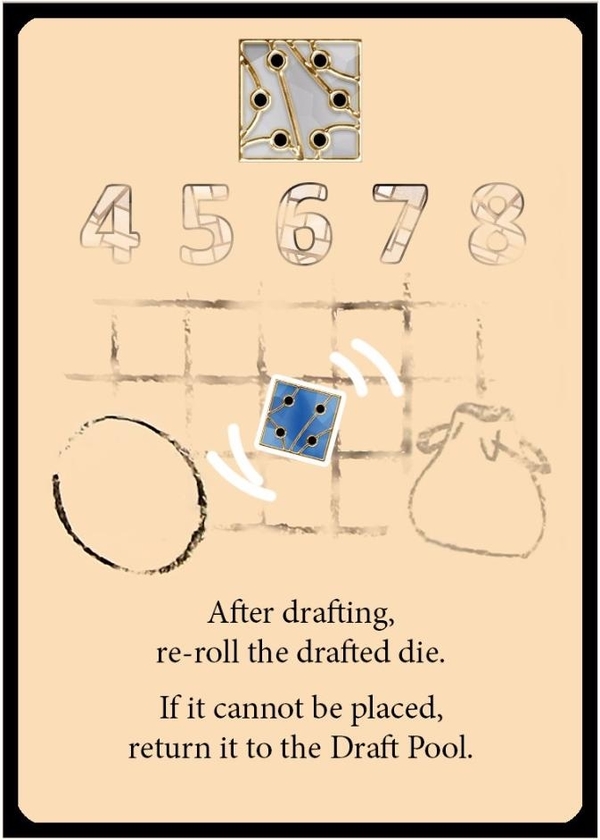 4 5 6 7 8
After drafting,
re-roll the drafted die.
If it cannot be placed,
return it to the Draft Pool.